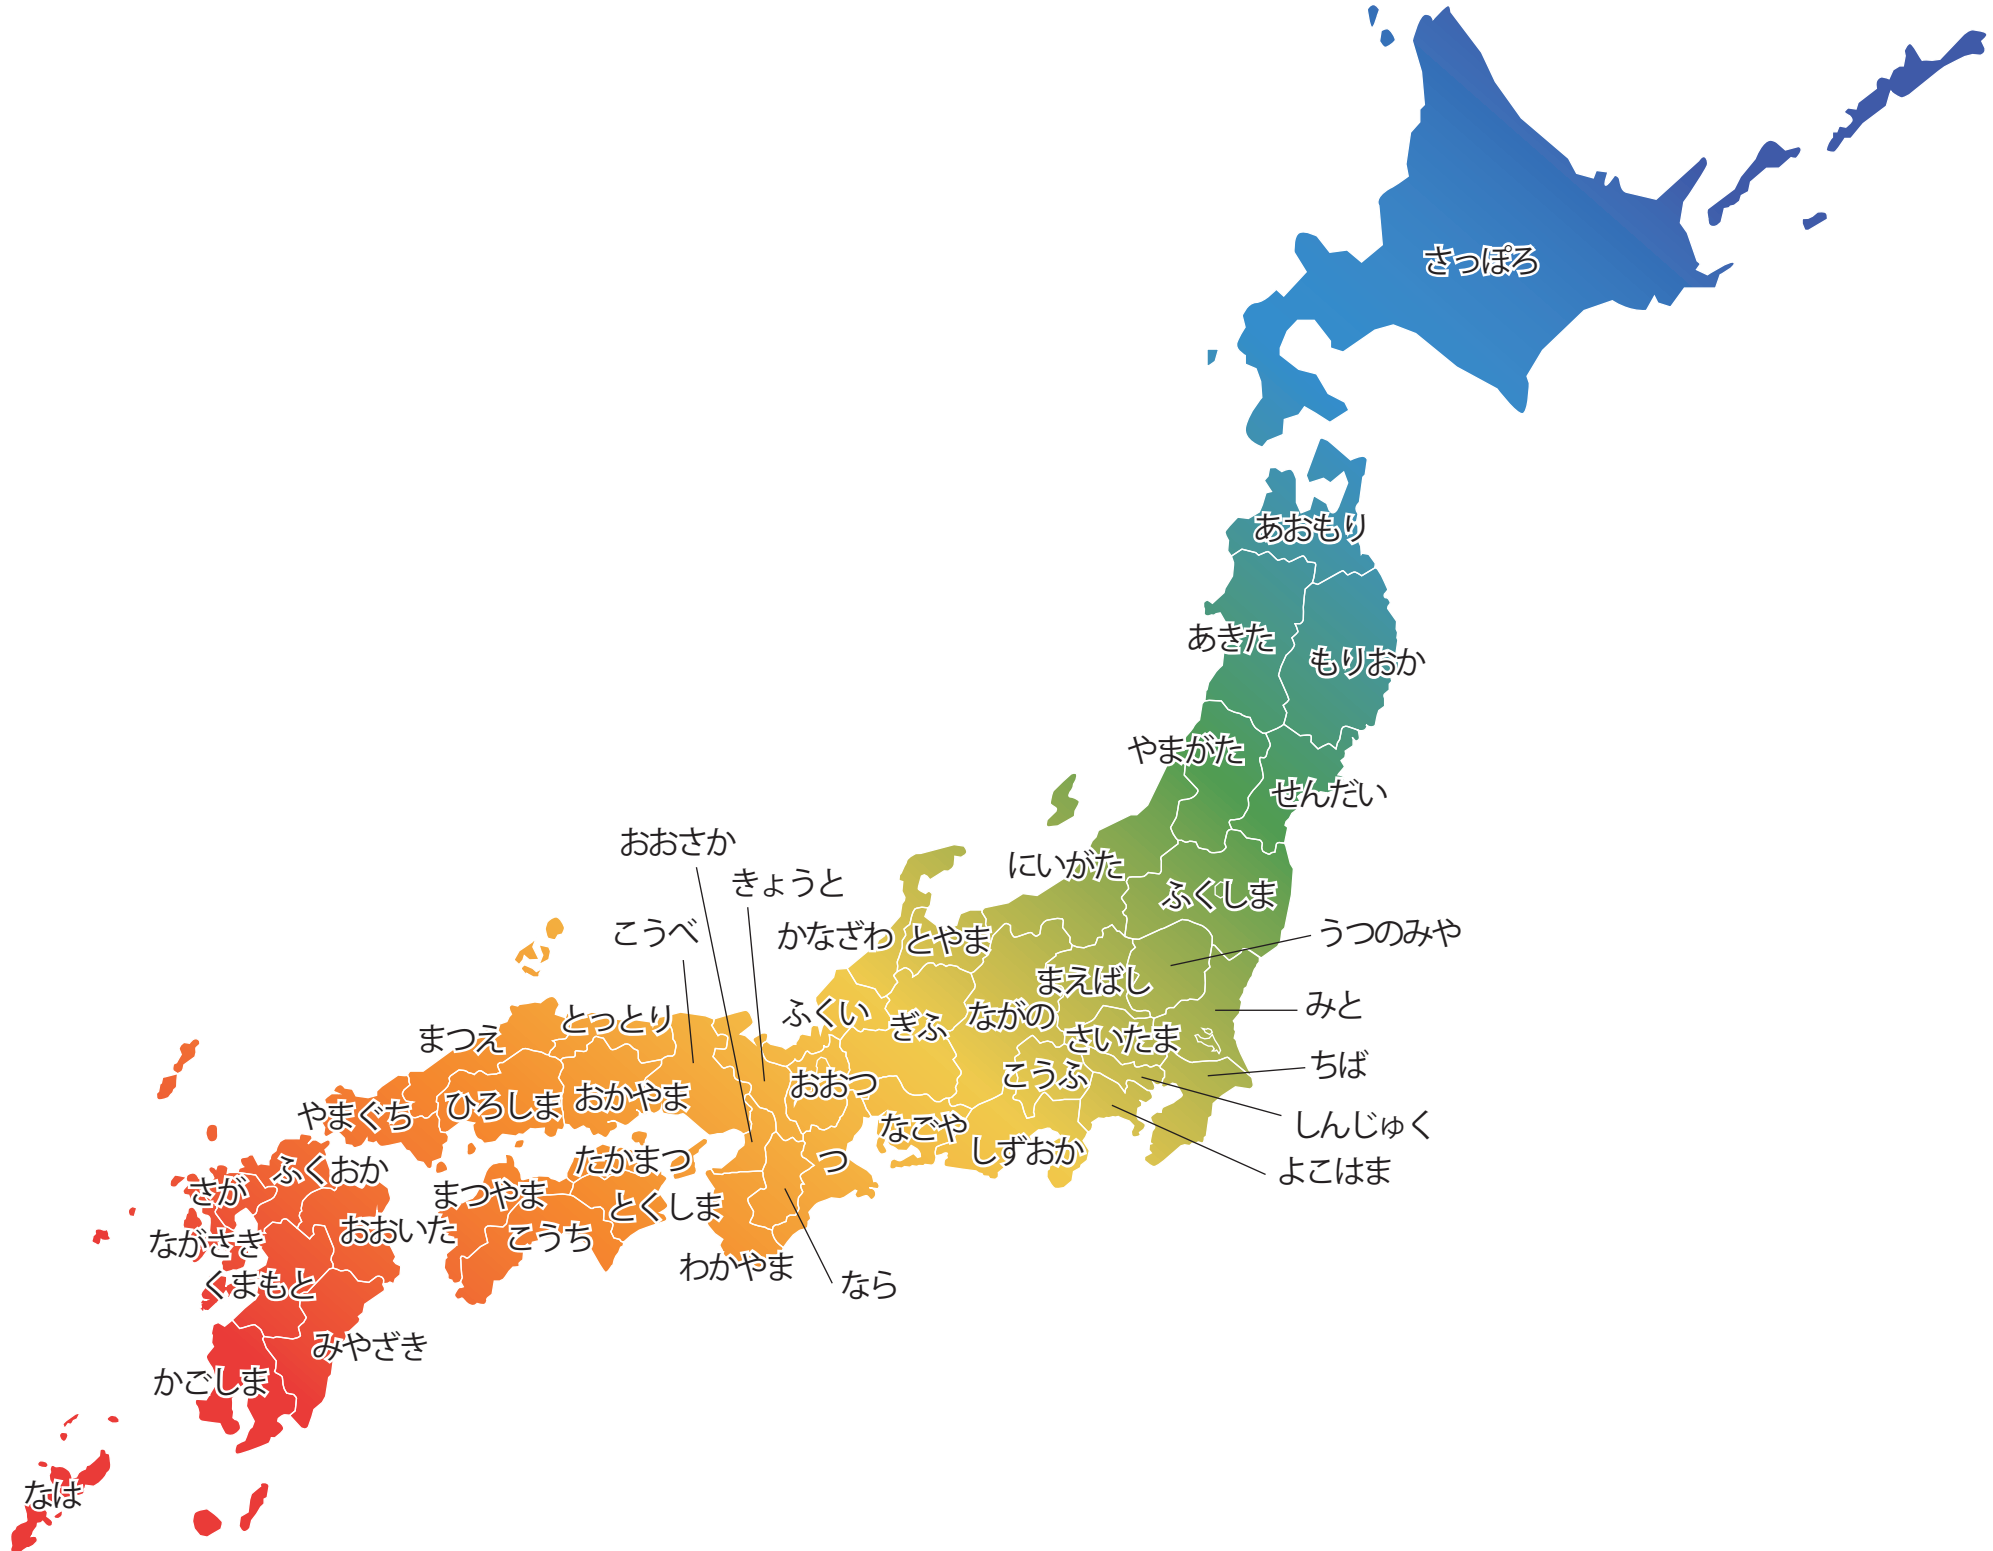 さっぽろ
あおもり
あきた
もりおか
やまがた
せんだい
おおさか
にいがた
きょうと
ふくしま
こうべ
かなざわ
とやま
うつのみや
まえばし
みと
ふくい
ぎふ
ながの
とっとり
まつえ
さいたま
ちば
こうふ
おおつ
おかやま
ひろしま
やまぐち
なごや
しんじゅく
しずおか
つ
たかまつ
よこはま
ふくおか
さが
まつやま
とくしま
おおいた
こうち
ながさき
わかやま
くまもと
なら
みやざき
かごしま
なは